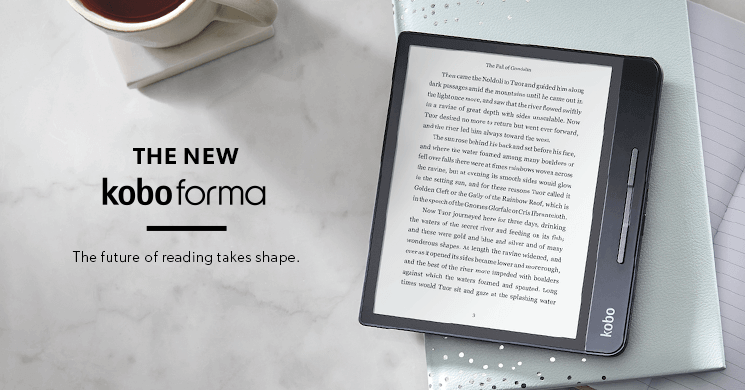 THE NEW
kobo forma
The future of reading takes shape.
The Fall of Gondolin
Then came the Noldoli to Tuor and guided him along
dark passages amid the mountains until he came out in
the light once more, and saw that the river flowed swiftly
in a ravine of great depth with sides unscalable. Now
Tuor desired no more to return but went ever forward,
and the river led him always toward the west.
The sun rose behind his back and set before his face,
and where the water foamed among many boulders or
fell over falls there were at times rainbows woven across
the ravine, but at evening its smooth sides would glow
in the setting sun, and for these reasons Tuor called it
Golden Cleft or the Gully of the Rainbow Roof, which is
in the speech of the Gnomes Glorfalc or Cris Ilbranteloth.
Now Tuor journeyed here for three days, drinking
the waters of the secret river and feeding on its fish,
and these were gold and blue and silver and of many
wonderful shapes. At length the ravine widened, and
ever as it opened its sides became lower and more rough,
and the bed of the river more impeded with boulders
against which the waters foamed and spouted. Long
times would Tuor sit and gaze at the splashing water
3
kobo